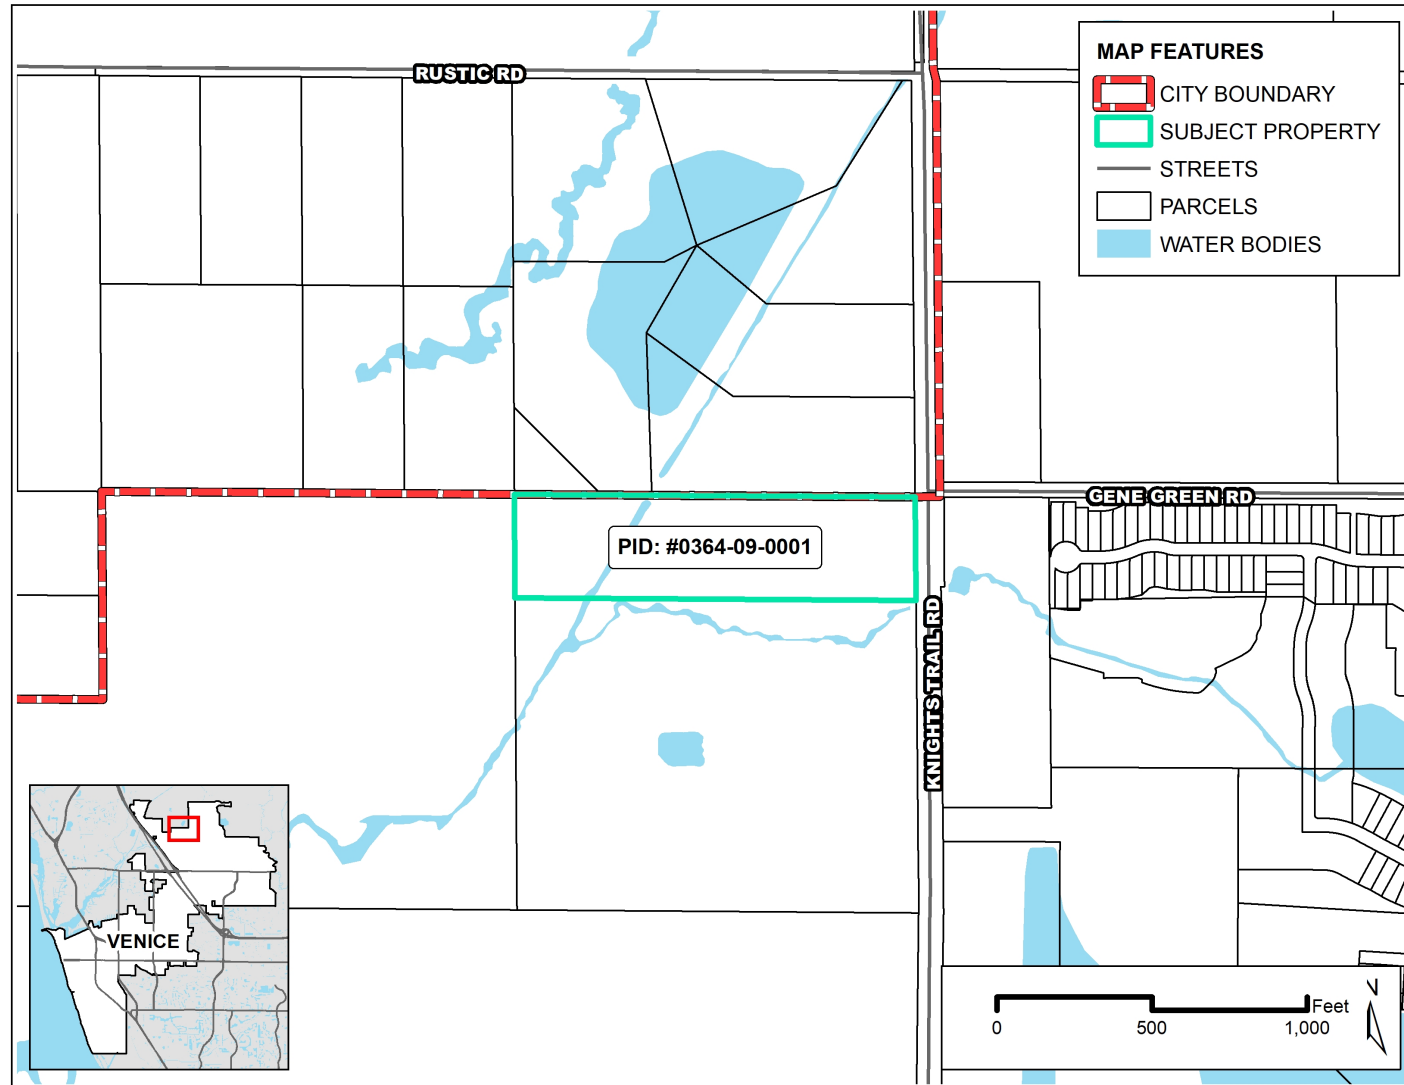 RUSTIC RD
MAP FEATURES
CITY BOUNDARY
SUBJECT PROPERTY
STREETS
PARCELS
WATER BODIES
GENE GREEN RD
PID: #0364-09-0001
KNIGHTS TRAIL RD
VENICE
N
Feet
0 500 1,000